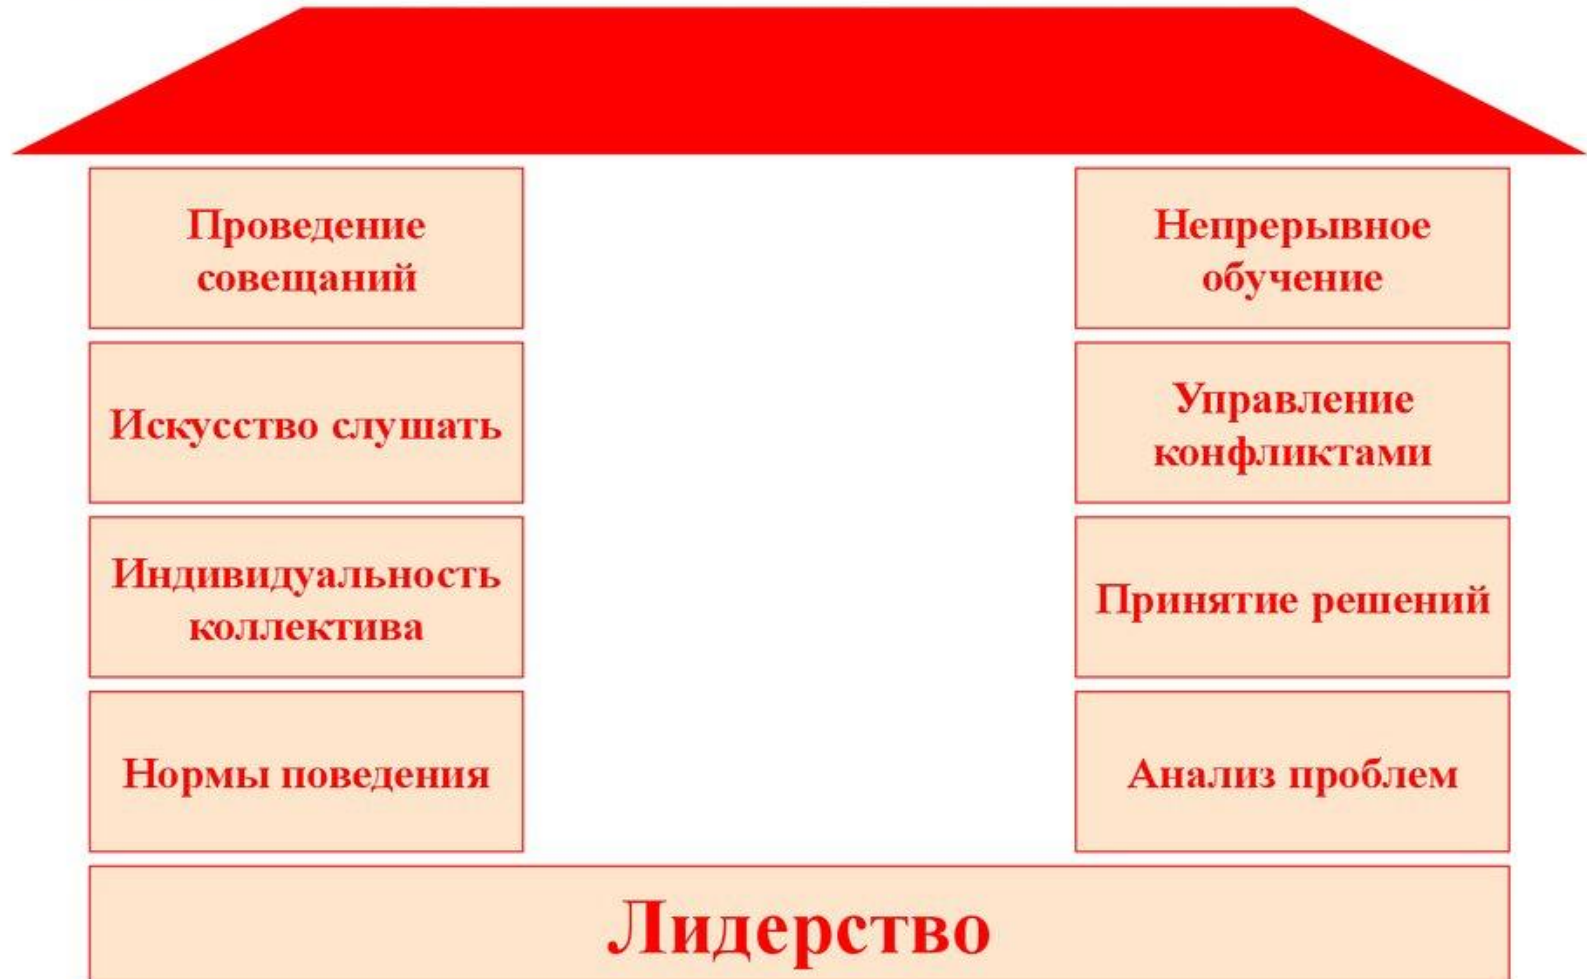 Проведение
совещаний
Искусство слушать
Индивидуальность
коллектива
Нормы поведения
Непрерывное
обучение
Управление
конфликтами
Принятие решений
Анализ проблем
Лидерство